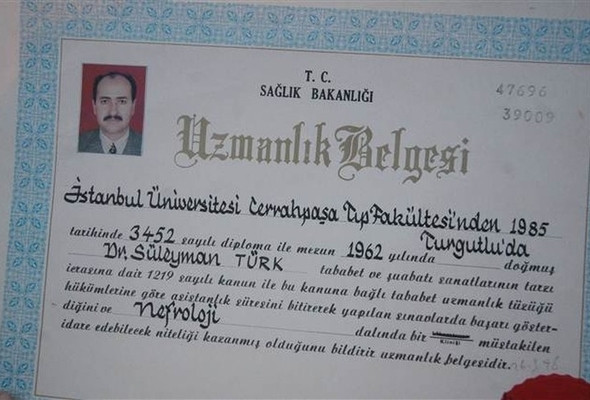 T. C.
SAĞLIK BAKANLIĞI
47696
39009
Uzmanlık Belgesi
İstanbul Üniversitesi Cerrahpaşa Tıp Fakültesi'nden 1985
tarihinde 3452 sayılı diploma ile mezun 1962 yılında Turgutlu'da doğmuş
Dr. Süleyman TÜRK tababet ve şuabatı sanatlarının tarzı
icrasına dair 1219 sayılı kanun ile bu kanuna bağlı tababet uzmanlık tüzüğü
hükümlerine göre asistanlık süresini bitirerek yapılan sınavlarda başarı göster-
diğini ve Nefroloji dalında bir müstakilen
idare edebilecek niteliği kazanmış olduğunu bildirir uzmanlık belgesidir.